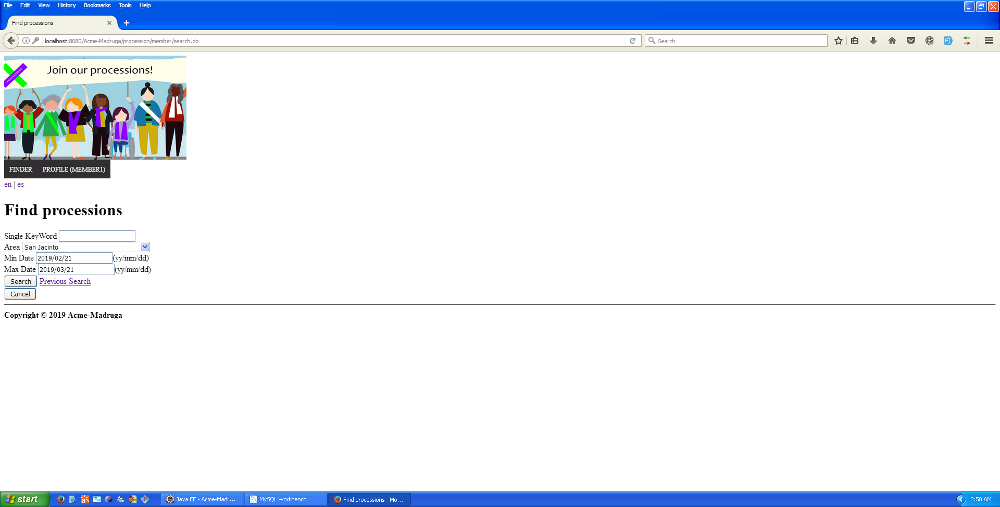 File Edit View History Bookmarks Tools Help
Find processions
localhost:8080/Acme-Madruga/procession/member/search.do
Search
Join our processions!
PROCESSIONS
FINDER PROFILE (MEMBER1)
en | es
Find processions
Single KeyWord
Area San Jacinto
Min Date 2019/02/21 (yy/mm/dd)
Max Date 2019/03/21 (yy/mm/dd)
Search Previous Search
Cancel
Copyright © 2019 Acme-Madruga
start Java EE - Acme-Madr... MySQL Workbench Find processions - Mo... 2:50 AM